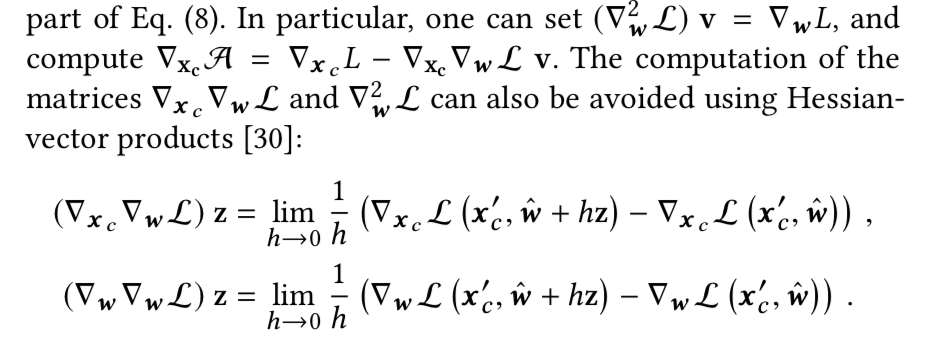 part of Eq. (8). In particular, one can set (∇²_𝒘 ℒ) v = ∇_𝒘 L, and
compute ∇_{x_c} 𝒜 = ∇_{𝒙_c} L − ∇_{x_c} ∇_𝒘 ℒ v. The computation of the
matrices ∇_{𝒙_c} ∇_𝒘 ℒ and ∇²_𝒘 ℒ can also be avoided using Hessian-
vector products [30]:
(∇_{𝒙_c} ∇_𝒘 ℒ) z = lim_{h→0} 1/h (∇_{𝒙_c} ℒ (𝒙′_c, 𝒘̂ + hz) − ∇_{𝒙_c} ℒ (𝒙′_c, 𝒘̂)) ,
(∇_𝒘 ∇_𝒘 ℒ) z = lim_{h→0} 1/h (∇_𝒘 ℒ (𝒙′_c, 𝒘̂ + hz) − ∇_𝒘 ℒ (𝒙′_c, 𝒘̂)) .